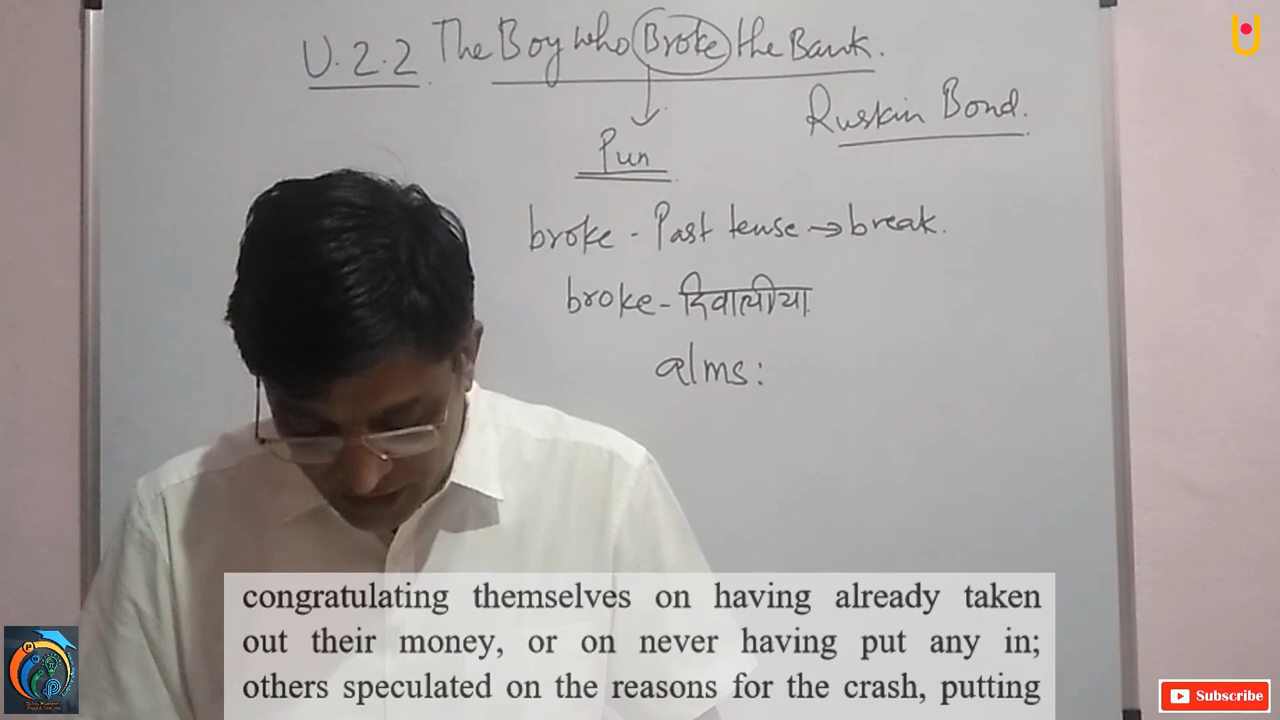 U.2.2 The Boy who Broke the Bank.
Ruskin Bond.
Pun
broke - Past tense → break.
broke - दिवालीया
alms:
congratulating themselves on having already taken
out their money, or on never having put any in;
others speculated on the reasons for the crash, putting
Subscribe